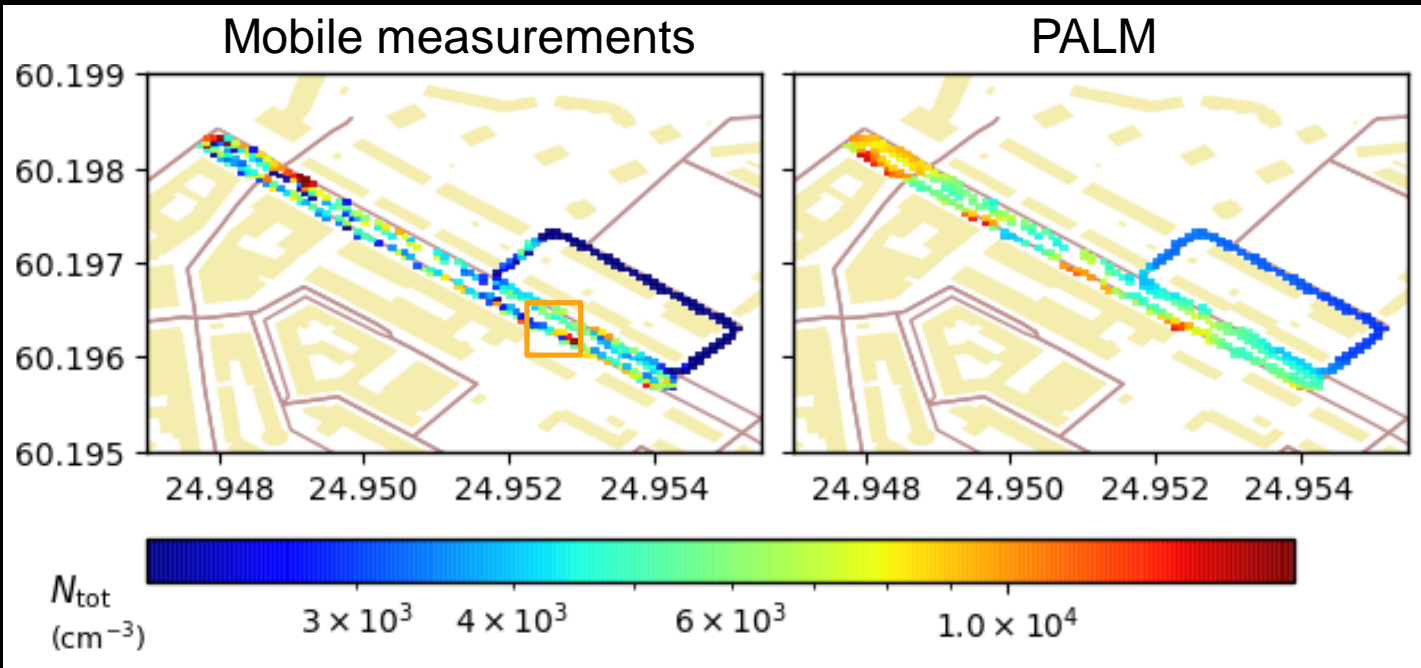 Mobile measurements PALM
60.199
60.198
60.197
60.196
60.195
24.948 24.950 24.952 24.954 24.948 24.950 24.952 24.954
N_tot
(cm⁻³)
3 × 10³ 4 × 10³ 6 × 10³ 1.0 × 10⁴